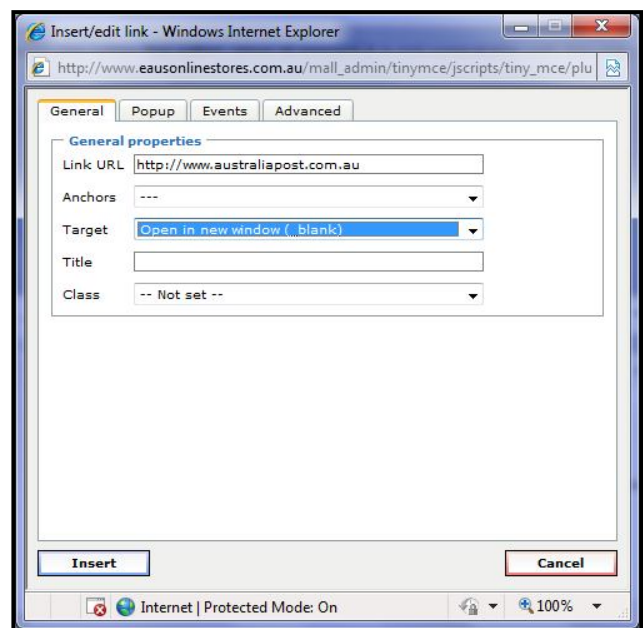 Insert/edit link - Windows Internet Explorer
http://www.eausonlinestores.com.au/mall_admin/tinymce/jscripts/tiny_mce/plu
General Popup Events Advanced
General properties
Link URL http://www.australiapost.com.au
Anchors ---
Target Open in new window (_blank)
Title
Class -- Not set --
Insert Cancel
Internet | Protected Mode: On 100%